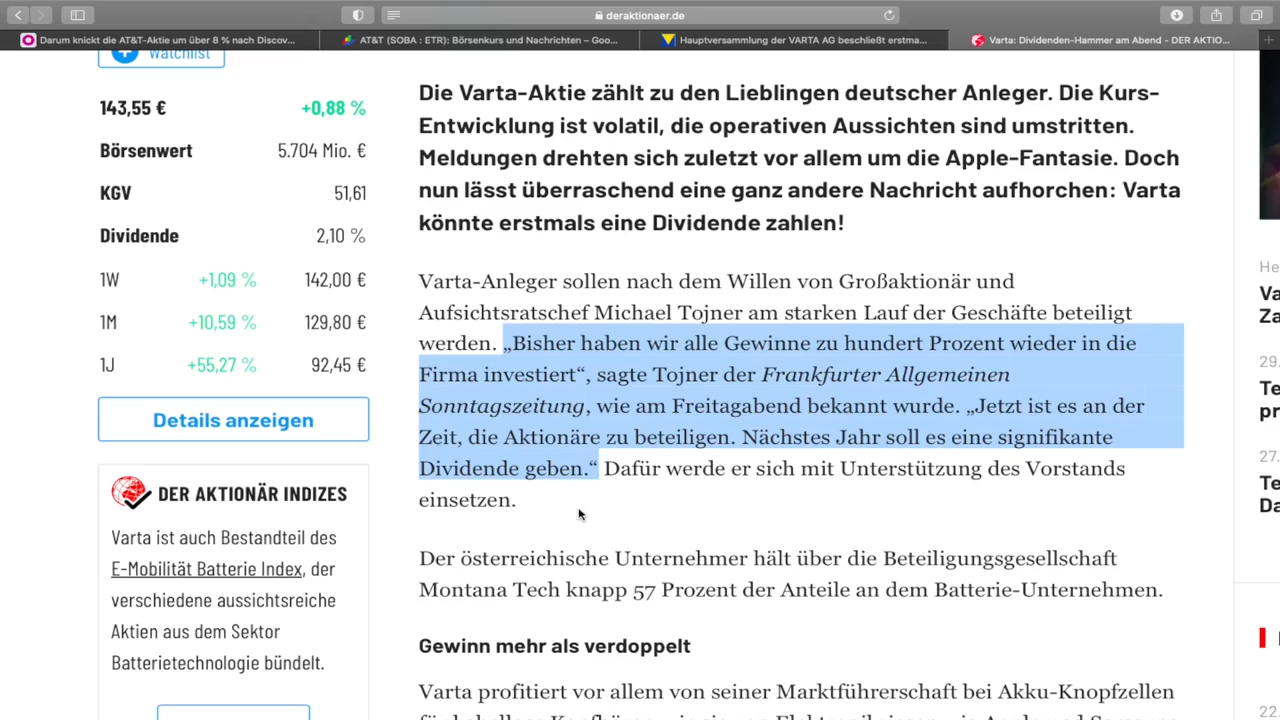 deraktionaer.de
Darum knickt die AT&T-Aktie um über 8 % nach Discov...
AT&T (SOBA : ETR): Börsenkurs und Nachrichten – Goo...
Hauptversammlung der VARTA AG beschließt erstma...
Varta: Dividenden-Hammer am Abend - DER AKTIO...
Watchlist
143,55 € +0,88 %
Börsenwert 5.704 Mio. €
KGV 51,61
Dividende 2,10 %
1W +1,09 % 142,00 €
1M +10,59 % 129,80 €
1J +55,27 % 92,45 €
Details anzeigen
DER AKTIONÄR INDIZES
Varta ist auch Bestandteil des
E-Mobilität Batterie Index, der
verschiedene aussichtsreiche
Aktien aus dem Sektor
Batterietechnologie bündelt.
Die Varta-Aktie zählt zu den Lieblingen deutscher Anleger. Die Kurs-
Entwicklung ist volatil, die operativen Aussichten sind umstritten.
Meldungen drehten sich zuletzt vor allem um die Apple-Fantasie. Doch
nun lässt überraschend eine ganz andere Nachricht aufhorchen: Varta
könnte erstmals eine Dividende zahlen!
Varta-Anleger sollen nach dem Willen von Großaktionär und
Aufsichtsratschef Michael Tojner am starken Lauf der Geschäfte beteiligt
werden. „Bisher haben wir alle Gewinne zu hundert Prozent wieder in die
Firma investiert“, sagte Tojner der Frankfurter Allgemeinen
Sonntagszeitung, wie am Freitagabend bekannt wurde. „Jetzt ist es an der
Zeit, die Aktionäre zu beteiligen. Nächstes Jahr soll es eine signifikante
Dividende geben.“ Dafür werde er sich mit Unterstützung des Vorstands
einsetzen.
Der österreichische Unternehmer hält über die Beteiligungsgesellschaft
Montana Tech knapp 57 Prozent der Anteile an dem Batterie-Unternehmen.
Gewinn mehr als verdoppelt
Varta profitiert vor allem von seiner Marktführerschaft bei Akku-Knopfzellen
He
Va
Za
29.
Te
pr
27.
Te
Da
22